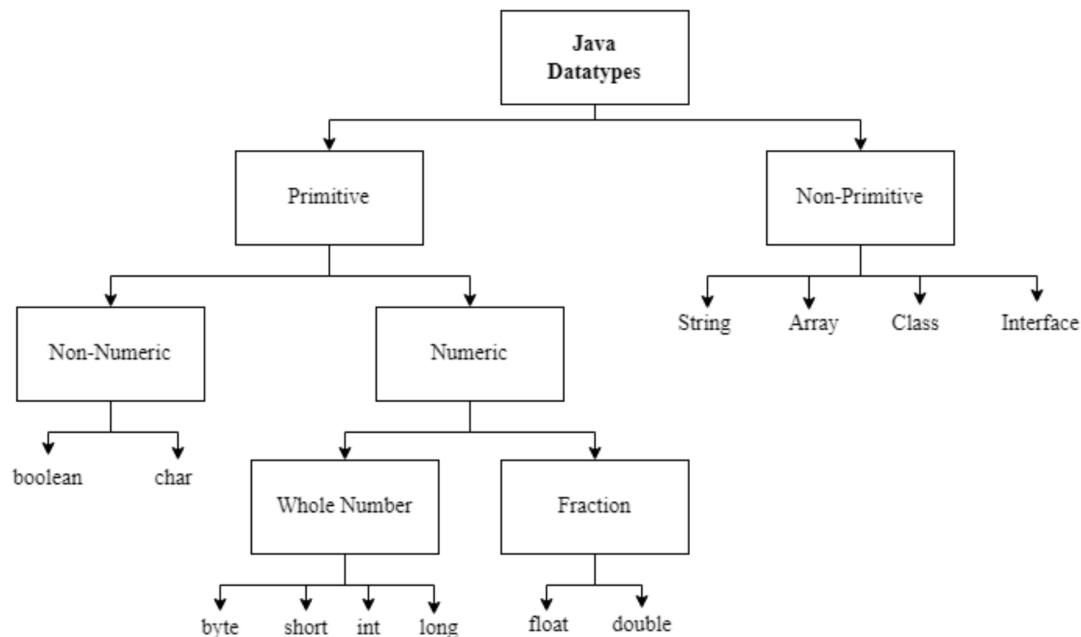 Java
Datatypes
Primitive
Non-Primitive
Non-Numeric
Numeric
String
Array
Class
Interface
boolean
char
Whole Number
Fraction
byte
short
int
long
float
double